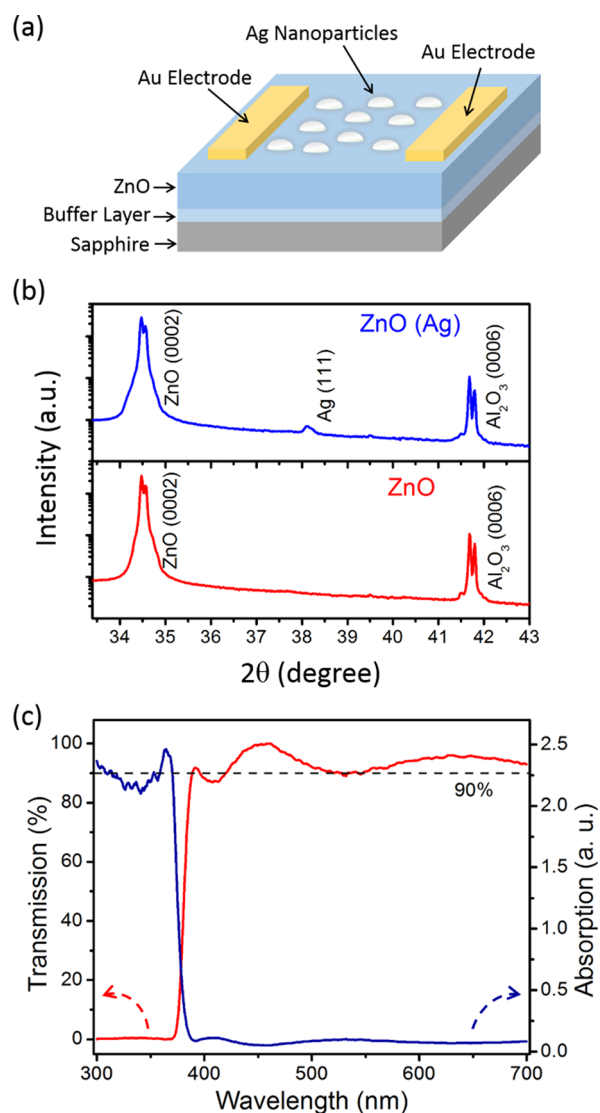 (a)
Ag Nanoparticles
Au Electrode
Au Electrode
ZnO
Buffer Layer
Sapphire
(b)
Intensity (a.u.)
ZnO (Ag)
ZnO (0002)
Ag (111)
Al₂O₃ (0006)
ZnO
ZnO (0002)
Al₂O₃ (0006)
34 35 36 37 38 39 40 41 42 43
2θ (degree)
(c)
Transmission (%)
100
80
60
40
20
0
90%
2.5
2.0
1.5
1.0
0.5
0.0
Absorption (a. u.)
300 400 500 600 700
Wavelength (nm)